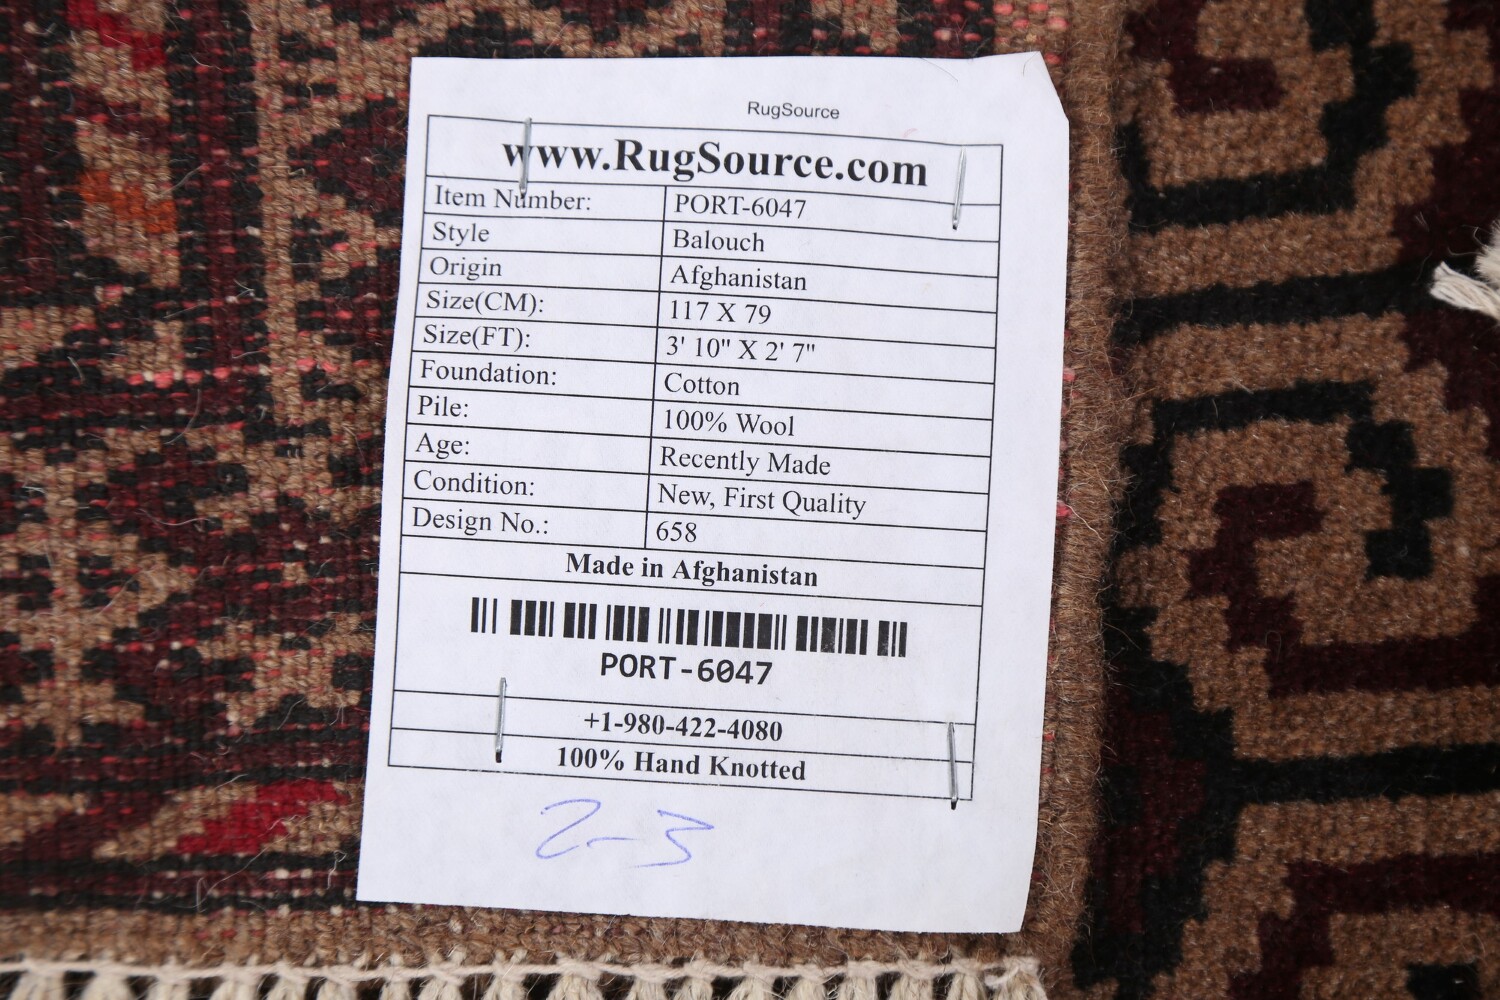 RugSource
www.RugSource.com
Item Number: PORT-6047
Style Balouch
Origin Afghanistan
Size(CM): 117 X 79
Size(FT): 3' 10" X 2' 7"
Foundation: Cotton
Pile: 100% Wool
Age: Recently Made
Condition: New, First Quality
Design No.: 658
Made in Afghanistan
PORT-6047
+1-980-422-4080
100% Hand Knotted
2-3